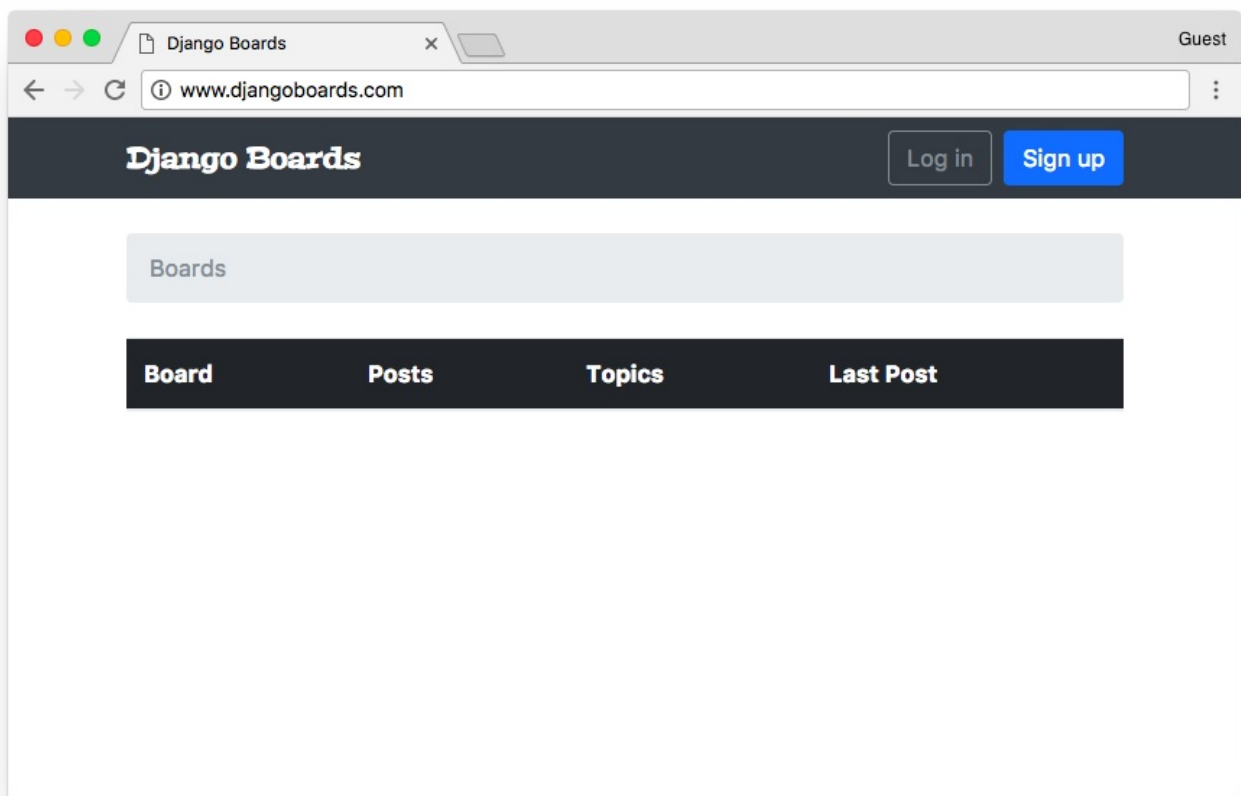 Django Boards
Guest
www.djangoboards.com
Django Boards Log in Sign up
Boards
Board Posts Topics Last Post